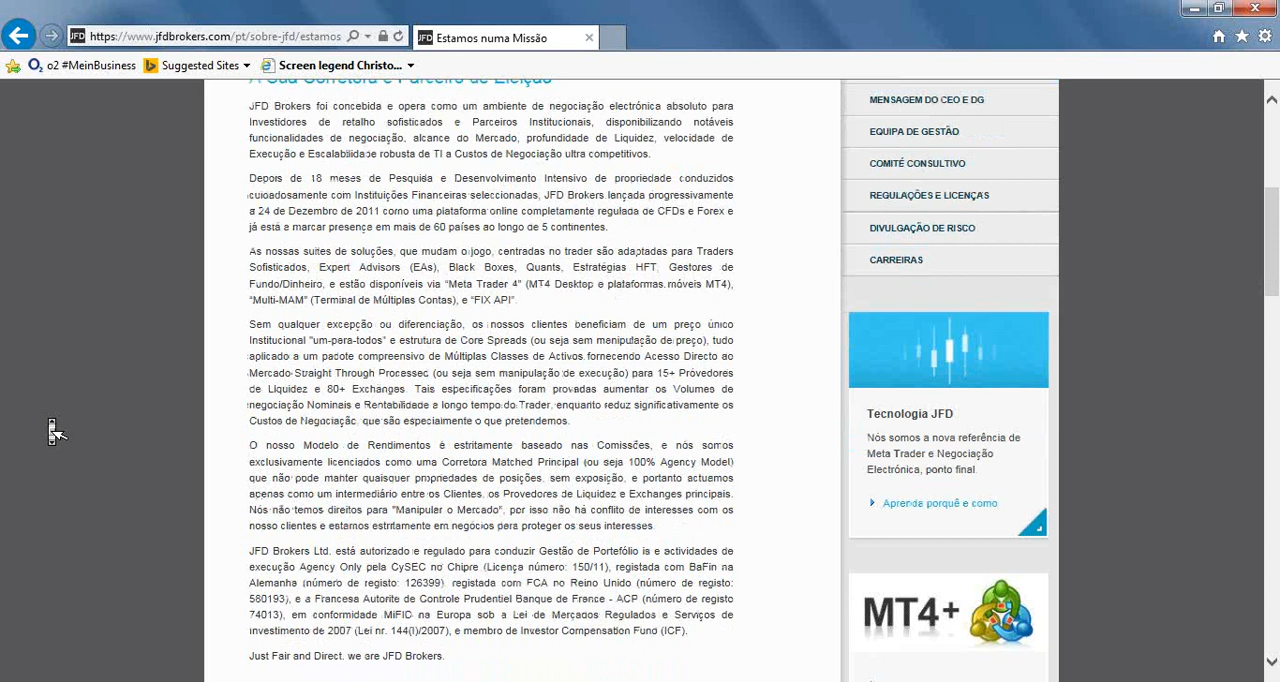 https://www.jfdbrokers.com/pt/sobre-jfd/estamos
JFD Estamos numa Missão
o2 #MeinBusiness
Suggested Sites
Screen legend Christo...
A Sua Corretora e Parceiro de Eleição
JFD Brokers foi concebida e opera como um ambiente de negociação electrónica absoluto para
Investidores de retalho sofisticados e Parceiros Institucionais, disponibilizando notáveis
funcionalidades de negociação, alcance do Mercado, profundidade de Liquidez, velocidade de
Execução e Escalabilidade robusta de TI a Custos de Negociação ultra competitivos.
Depois de 18 meses de Pesquisa e Desenvolvimento Intensivo de propriedade conduzidos
cuidadosamente com Instituições Financeiras seleccionadas, JFD Brokers lançada progressivamente
a 24 de Dezembro de 2011 como uma plataforma online completamente regulada de CFDs e Forex e
já está a marcar presença em mais de 60 países ao longo de 5 continentes.
As nossas suites de soluções, que mudam o jogo, centradas no trader são adaptadas para Traders
Sofisticados, Expert Advisors (EAs), Black Boxes, Quants, Estratégias HFT, Gestores de
Fundo/Dinheiro, e estão disponíveis via "Meta Trader 4" (MT4 Desktop e plataformas móveis MT4),
"Multi-MAM" (Terminal de Múltiplas Contas), e "FIX API".
Sem qualquer excepção ou diferenciação, os nossos clientes beneficiam de um preço único
Institucional "um-para-todos" e estrutura de Core Spreads (ou seja sem manipulação de preço), tudo
aplicado a um pacote compreensivo de Múltiplas Classes de Activos fornecendo Acesso Directo ao
Mercado Straight Through Processed (ou seja sem manipulação de execução) para 15+ Provedores
de Liquidez e 80+ Exchanges. Tais especificações foram provadas aumentar os Volumes de
negociação Nominais e Rentabilidade a longo tempo do Trader, enquanto reduz significativamente os
Custos de Negociação, que são especialmente o que pretendemos.
O nosso Modelo de Rendimentos é estritamente baseado nas Comissões, e nós somos
exclusivamente licenciados como uma Corretora Matched Principal (ou seja 100% Agency Model)
que não pode manter quaisquer propriedades de posições, sem exposição, e portanto actuamos
apenas como um intermediário entre os Clientes, os Provedores de Liquidez e Exchanges principais.
Nós não temos direitos para "Manipular o Mercado", por isso não há conflito de interesses com os
nosso clientes e estamos estritamente em negócios para proteger os seus interesses.
JFD Brokers Ltd. está autorizado e regulado para conduzir Gestão de Portefólio is e actividades de
execução Agency Only pela CySEC no Chipre (Licença número: 150/11), registada com BaFin na
Alemanha (número de registo: 126399), registada com FCA no Reino Unido (número de registo:
580193), e a Francesa Autorite de Controle Prudentiel Banque de France - ACP (número de registo
74013), em conformidade MiFID na Europa sob a Lei de Mercados Regulados e Serviços de
Investimento de 2007 (Lei nr. 144(I)/2007), e membro de Investor Compensation Fund (ICF).
Just Fair and Direct, we are JFD Brokers.
MENSAGEM DO CEO E DG
EQUIPA DE GESTÃO
COMITÉ CONSULTIVO
REGULAÇÕES E LICENÇAS
DIVULGAÇÃO DE RISCO
CARREIRAS
Tecnologia JFD
Nós somos a nova referência de
Meta Trader e Negociação
Electrónica, ponto final.
Aprenda porquê e como
MT4+